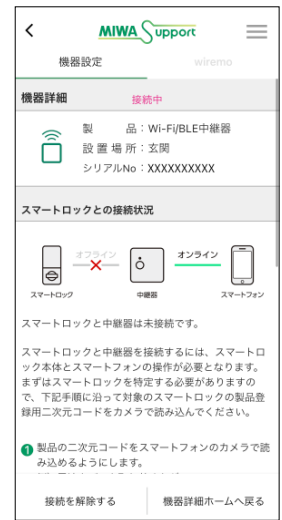 MIWA Support
機器設定
wiremo
機器詳細 接続中
製品：Wi-Fi/BLE中継器
設置場所：玄関
シリアルNo：XXXXXXXXXX
スマートロックとの接続状況
オフライン オンライン
スマートロック 中継器 スマートフォン
スマートロックと中継器は未接続です。
スマートロックと中継器を接続するには、スマートロ
ック本体とスマートフォンの操作が必要となります。
まずはスマートロックを特定する必要がありますの
で、下記手順に沿って対象のスマートロックの製品登
録用二次元コードをカメラで読み込んでください。
1 製品の二次元コードをスマートフォンのカメラで読
み込めるようにします。
接続を解除する 機器詳細ホームへ戻る